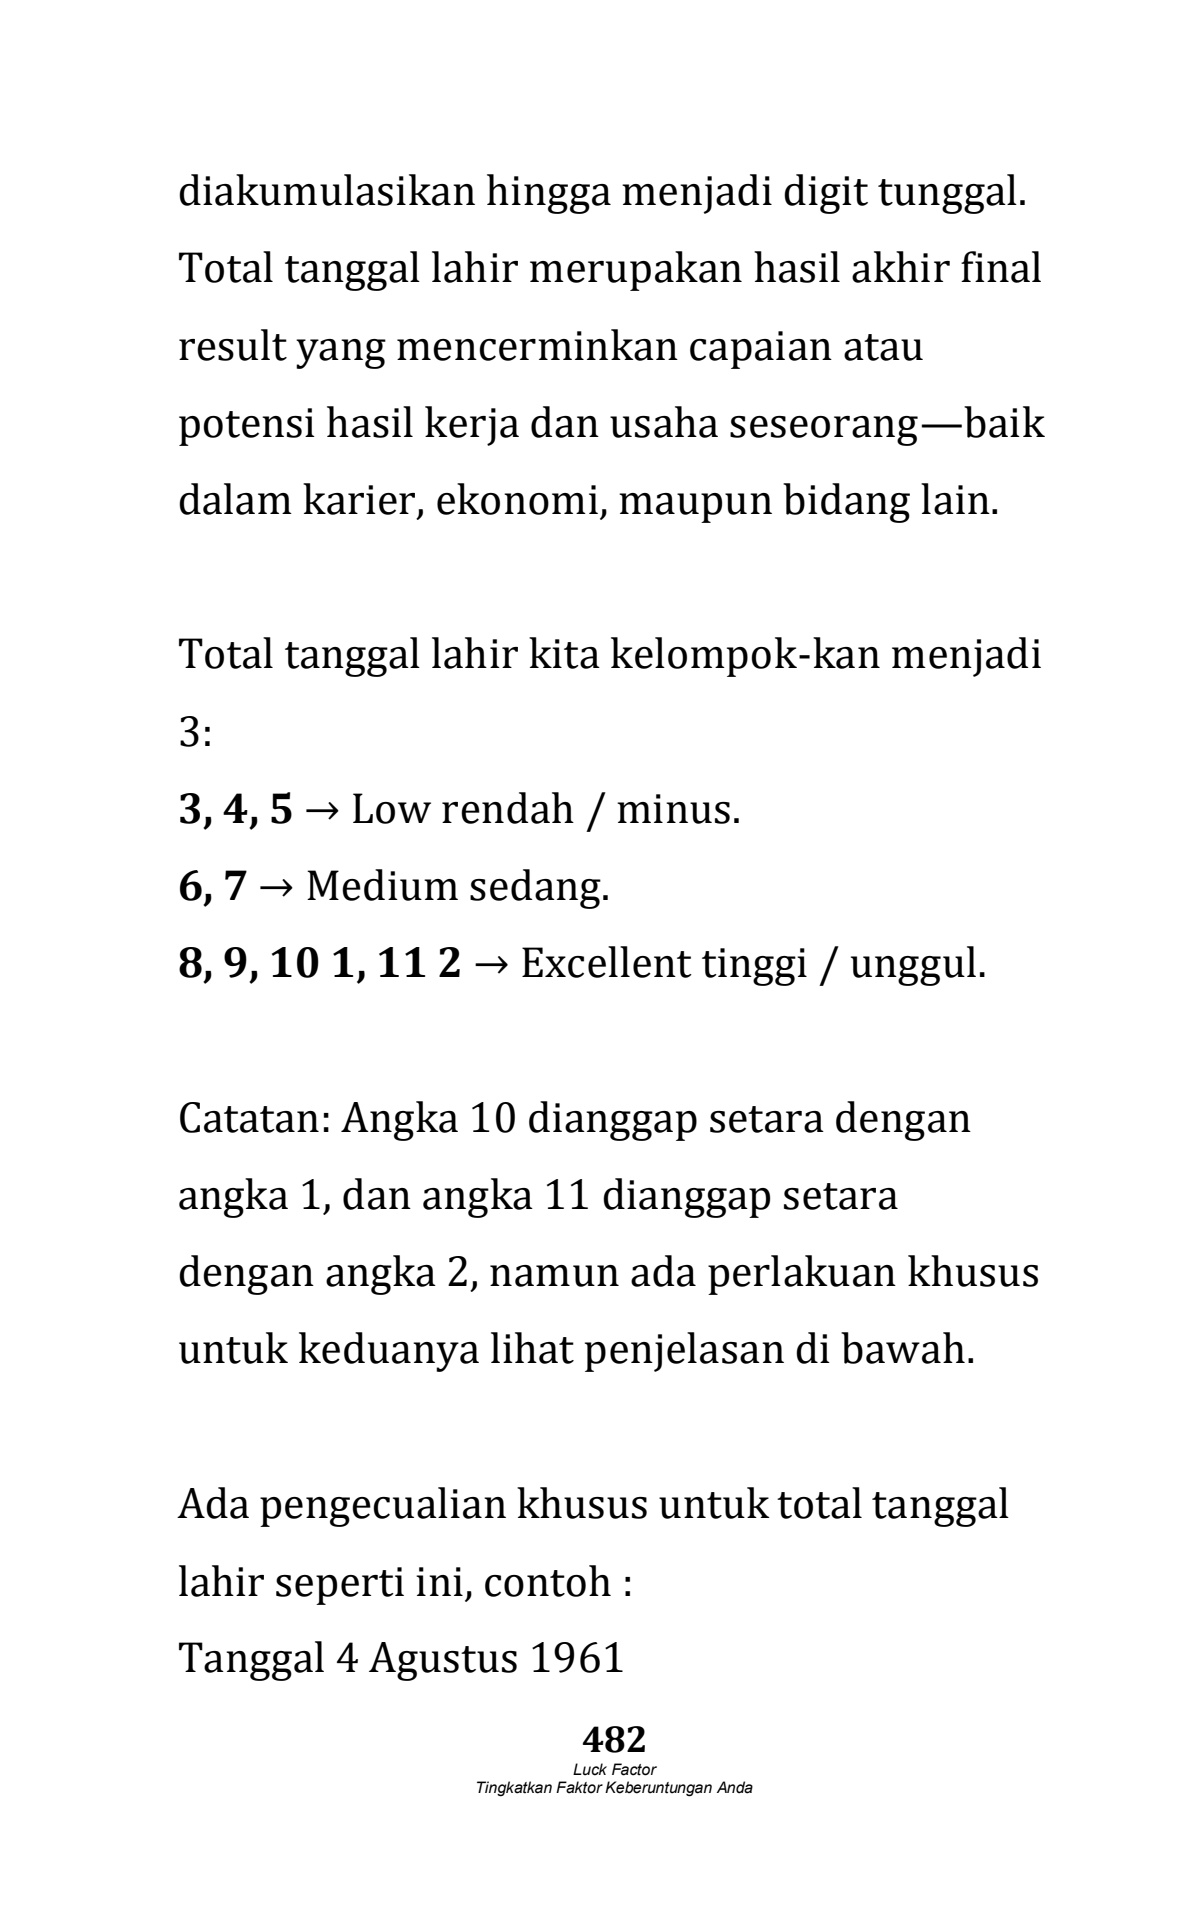 diakumulasikan hingga menjadi digit tunggal.
Total tanggal lahir merupakan hasil akhir final
result yang mencerminkan capaian atau
potensi hasil kerja dan usaha seseorang—baik
dalam karier, ekonomi, maupun bidang lain.
Total tanggal lahir kita kelompok-kan menjadi
3:
3, 4, 5 → Low rendah / minus.
6, 7 → Medium sedang.
8, 9, 10 1, 11 2 → Excellent tinggi / unggul.
Catatan: Angka 10 dianggap setara dengan
angka 1, dan angka 11 dianggap setara
dengan angka 2, namun ada perlakuan khusus
untuk keduanya lihat penjelasan di bawah.
Ada pengecualian khusus untuk total tanggal
lahir seperti ini, contoh :
Tanggal 4 Agustus 1961
482
Luck Factor
Tingkatkan Faktor Keberuntungan Anda